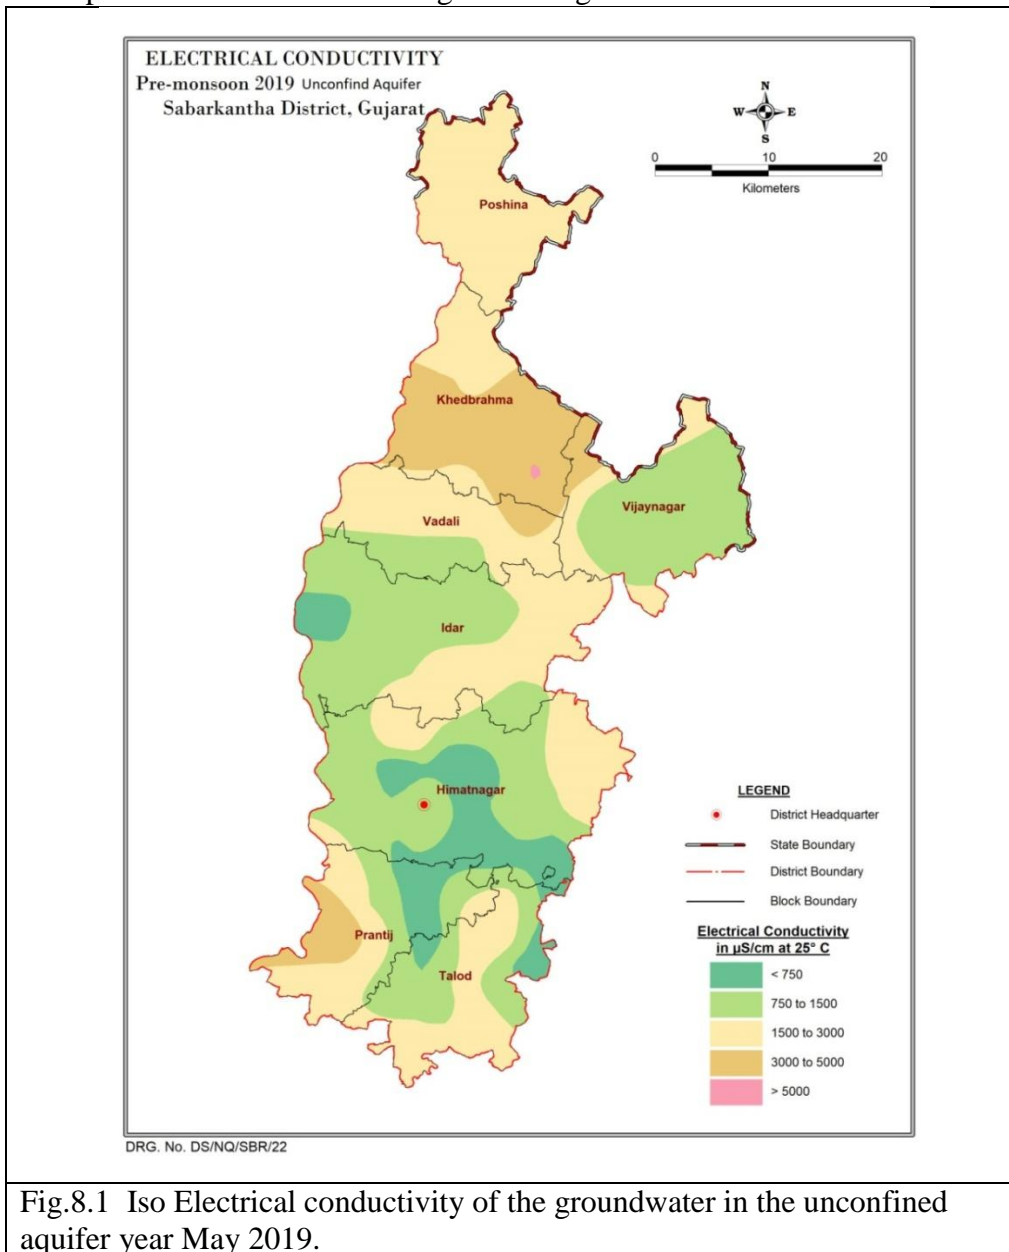 ELECTRICAL CONDUCTIVITY
Pre-monsoon 2019 Unconfind Aquifer
Sabarkantha District, Gujarat
N
W E
S
0 10 20
Kilometers
Poshina
Khedbrahma
Vijaynagar
Vadali
Idar
Himatnagar
Prantij
Talod
LEGEND
District Headquarter
State Boundary
District Boundary
Block Boundary
Electrical Conductivity
in µS/cm at 25° C
< 750
750 to 1500
1500 to 3000
3000 to 5000
> 5000
DRG. No. DS/NQ/SBR/22
Fig.8.1 Iso Electrical conductivity of the groundwater in the unconfined
aquifer year May 2019.